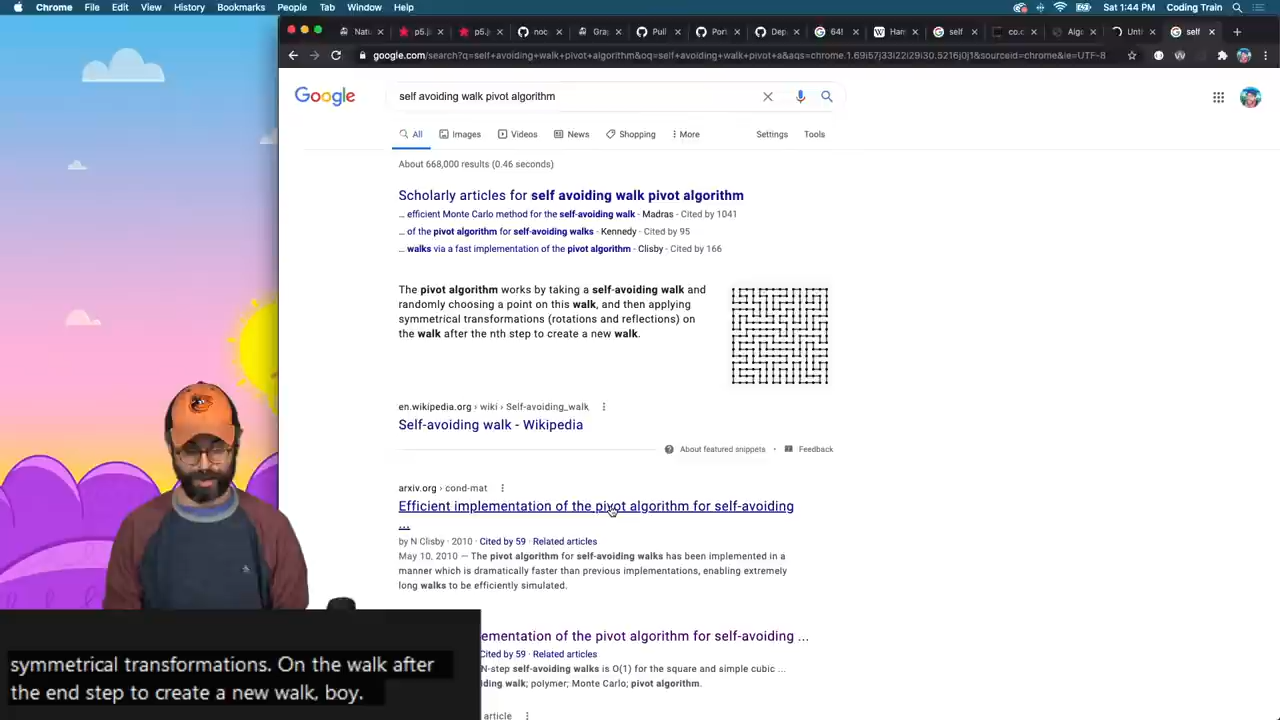 Chrome File Edit View History Bookmarks People Tab Window Help
Sat 1:44 PM Coding Train
google.com/search?q=self+avoiding+walk+pivot+algorithm&oq=self+avoiding+walk+pivot+a&aqs=chrome.1.69i57j33i22i29i30.5216j0j1&sourceid=chrome&ie=UTF-8
Google
self avoiding walk pivot algorithm
All Images Videos News Shopping More Settings Tools
About 668,000 results (0.46 seconds)
Scholarly articles for self avoiding walk pivot algorithm
... efficient Monte Carlo method for the self-avoiding walk - Madras - Cited by 1041
... of the pivot algorithm for self-avoiding walks - Kennedy - Cited by 95
... walks via a fast implementation of the pivot algorithm - Clisby - Cited by 166
The pivot algorithm works by taking a self-avoiding walk and
randomly choosing a point on this walk, and then applying
symmetrical transformations (rotations and reflections) on
the walk after the nth step to create a new walk.
en.wikipedia.org › wiki › Self-avoiding_walk
Self-avoiding walk - Wikipedia
About featured snippets • Feedback
arxiv.org › cond-mat
Efficient implementation of the pivot algorithm for self-avoiding
...
by N Clisby · 2010 · Cited by 59 · Related articles
May 10, 2010 — The pivot algorithm for self-avoiding walks has been implemented in a
manner which is dramatically faster than previous implementations, enabling extremely
long walks to be efficiently simulated.
ementation of the pivot algorithm for self-avoiding ...
Cited by 59 · Related articles
N-step self-avoiding walks is O(1) for the square and simple cubic ...
ding walk; polymer; Monte Carlo; pivot algorithm.
article
symmetrical transformations. On the walk after
the end step to create a new walk, boy.